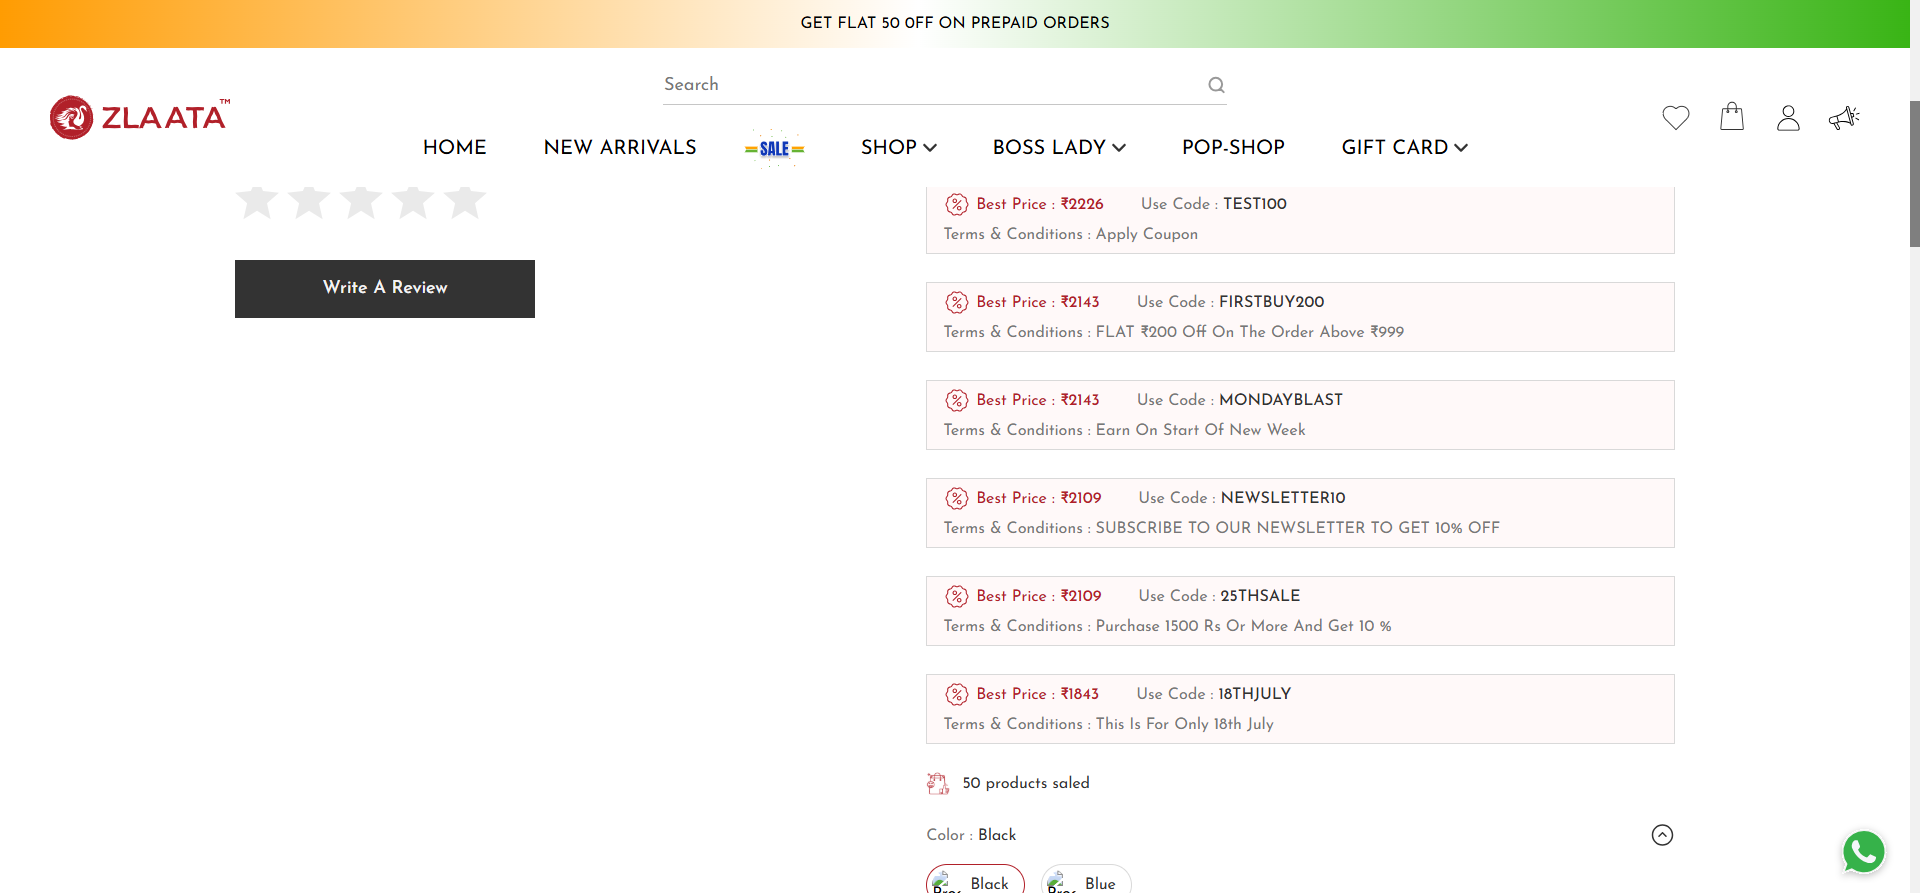 GET FLAT 50 OFF ON PREPAID ORDERS
Search
ZLAATA™
HOME NEW ARRIVALS SALE SHOP BOSS LADY POP-SHOP GIFT CARD
Write A Review
Best Price : ₹2226 Use Code : TEST100
Terms & Conditions : Apply Coupon
Best Price : ₹2143 Use Code : FIRSTBUY200
Terms & Conditions : FLAT ₹200 Off On The Order Above ₹999
Best Price : ₹2143 Use Code : MONDAYBLAST
Terms & Conditions : Earn On Start Of New Week
Best Price : ₹2109 Use Code : NEWSLETTER10
Terms & Conditions : SUBSCRIBE TO OUR NEWSLETTER TO GET 10% OFF
Best Price : ₹2109 Use Code : 25THSALE
Terms & Conditions : Purchase 1500 Rs Or More And Get 10 %
Best Price : ₹1843 Use Code : 18THJULY
Terms & Conditions : This Is For Only 18th July
50 products saled
Color : Black
Black Blue